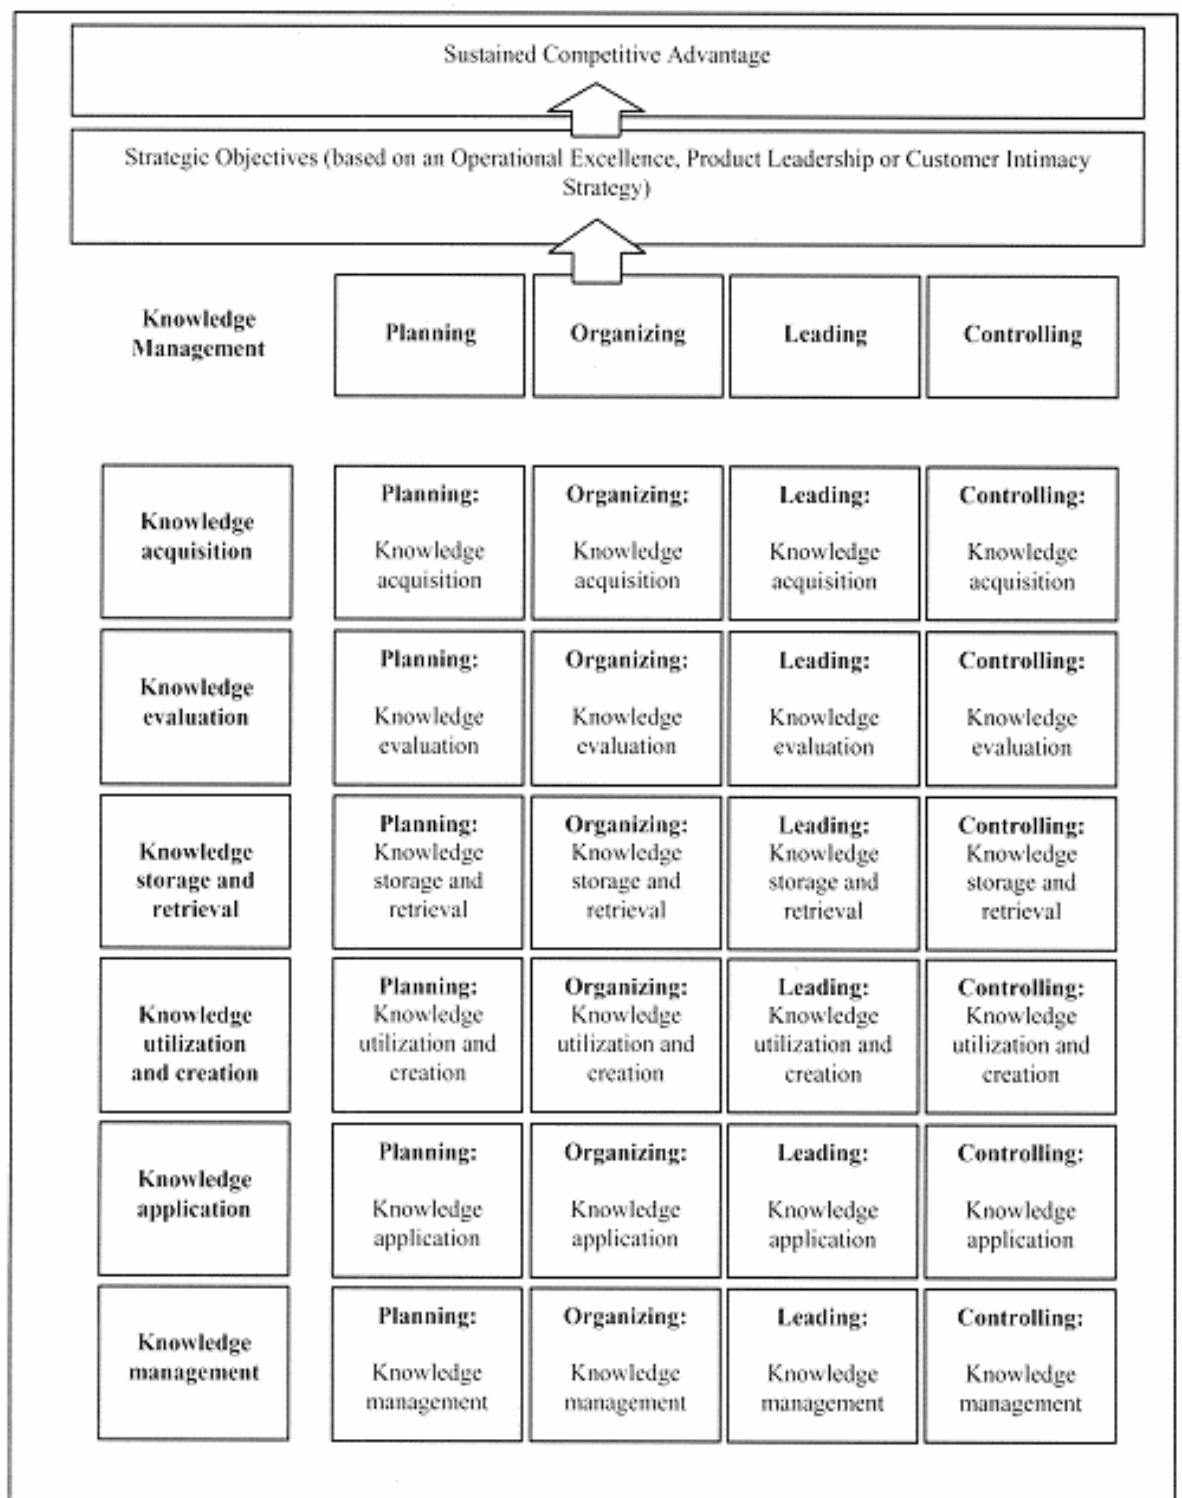 Sustained Competitive Advantage
Strategic Objectives (based on an Operational Excellence, Product Leadership or Customer Intimacy
Strategy)
Knowledge
Management
Planning
Organizing
Leading
Controlling
Knowledge
acquisition
Planning:
Knowledge
acquisition
Organizing:
Knowledge
acquisition
Leading:
Knowledge
acquisition
Controlling:
Knowledge
acquisition
Knowledge
evaluation
Planning:
Knowledge
evaluation
Organizing:
Knowledge
evaluation
Leading:
Knowledge
evaluation
Controlling:
Knowledge
evaluation
Knowledge
storage and
retrieval
Planning:
Knowledge
storage and
retrieval
Organizing:
Knowledge
storage and
retrieval
Leading:
Knowledge
storage and
retrieval
Controlling:
Knowledge
storage and
retrieval
Knowledge
utilization
and creation
Planning:
Knowledge
utilization and
creation
Organizing:
Knowledge
utilization and
creation
Leading:
Knowledge
utilization and
creation
Controlling:
Knowledge
utilization and
creation
Knowledge
application
Planning:
Knowledge
application
Organizing:
Knowledge
application
Leading:
Knowledge
application
Controlling:
Knowledge
application
Knowledge
management
Planning:
Knowledge
management
Organizing:
Knowledge
management
Leading:
Knowledge
management
Controlling:
Knowledge
management